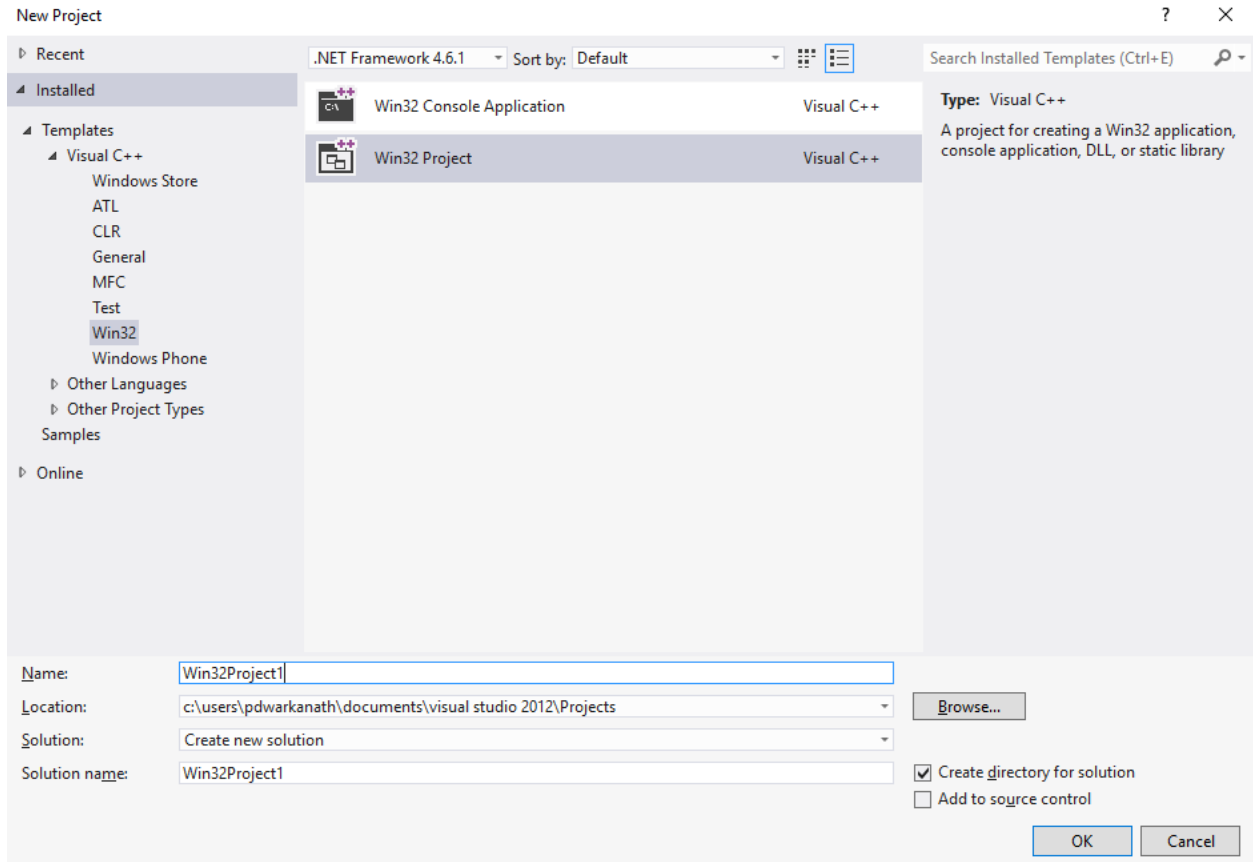 New Project
?
Recent
.NET Framework 4.6.1
Sort by:
Default
Search Installed Templates (Ctrl+E)
Installed
Templates
Visual C++
Windows Store
ATL
CLR
General
MFC
Test
Win32
Windows Phone
Other Languages
Other Project Types
Samples
Online
C:\
++
Win32 Console Application
Visual C++
++
Win32 Project
Visual C++
Type: Visual C++
A project for creating a Win32 application,
console application, DLL, or static library
Name:
Win32Project1
Location:
c:\users\pdwarkanath\documents\visual studio 2012\Projects
Browse...
Solution:
Create new solution
Solution name:
Win32Project1
Create directory for solution
Add to source control
OK
Cancel